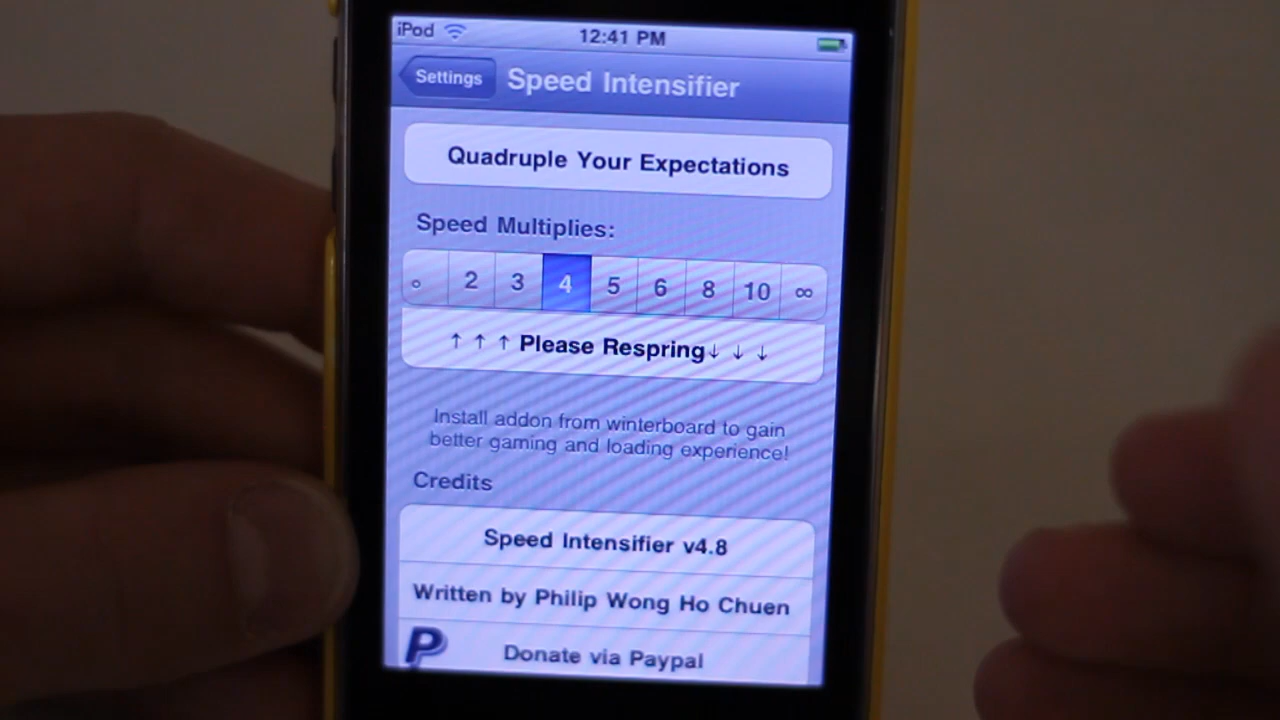 iPod 12:41 PM
Settings Speed Intensifier
Quadruple Your Expectations
Speed Multiplies:
◦ 2 3 4 5 6 8 10 ∞
↑ ↑ ↑ Please Respring↓ ↓ ↓
Install addon from winterboard to gain
better gaming and loading experience!
Credits
Speed Intensifier v4.8
Written by Philip Wong Ho Chuen
P Donate via Paypal